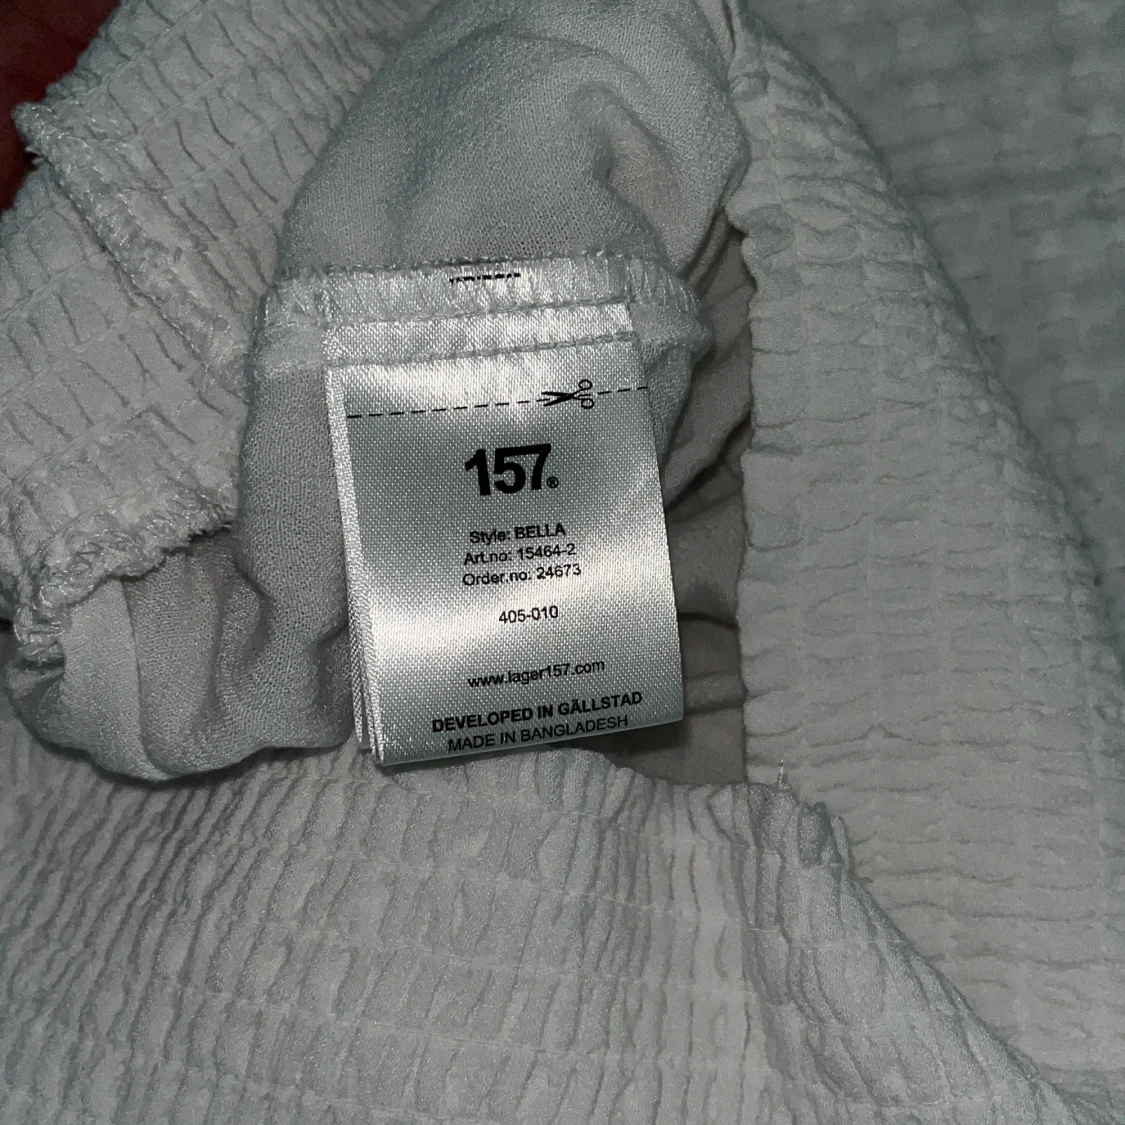 157®
Style: BELLA
Art.no: 15464-2
Order.no: 24673
405-010
www.lager157.com
DEVELOPED IN GÄLLSTAD
MADE IN BANGLADESH